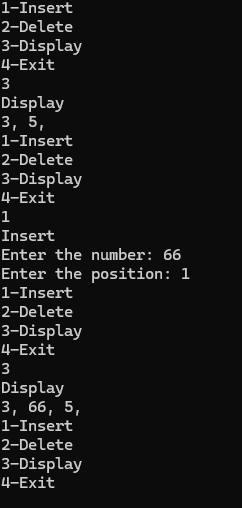 1-Insert
2-Delete
3-Display
4-Exit
3
Display
3, 5,
1-Insert
2-Delete
3-Display
4-Exit
1
Insert
Enter the number: 66
Enter the position: 1
1-Insert
2-Delete
3-Display
4-Exit
3
Display
3, 66, 5,
1-Insert
2-Delete
3-Display
4-Exit